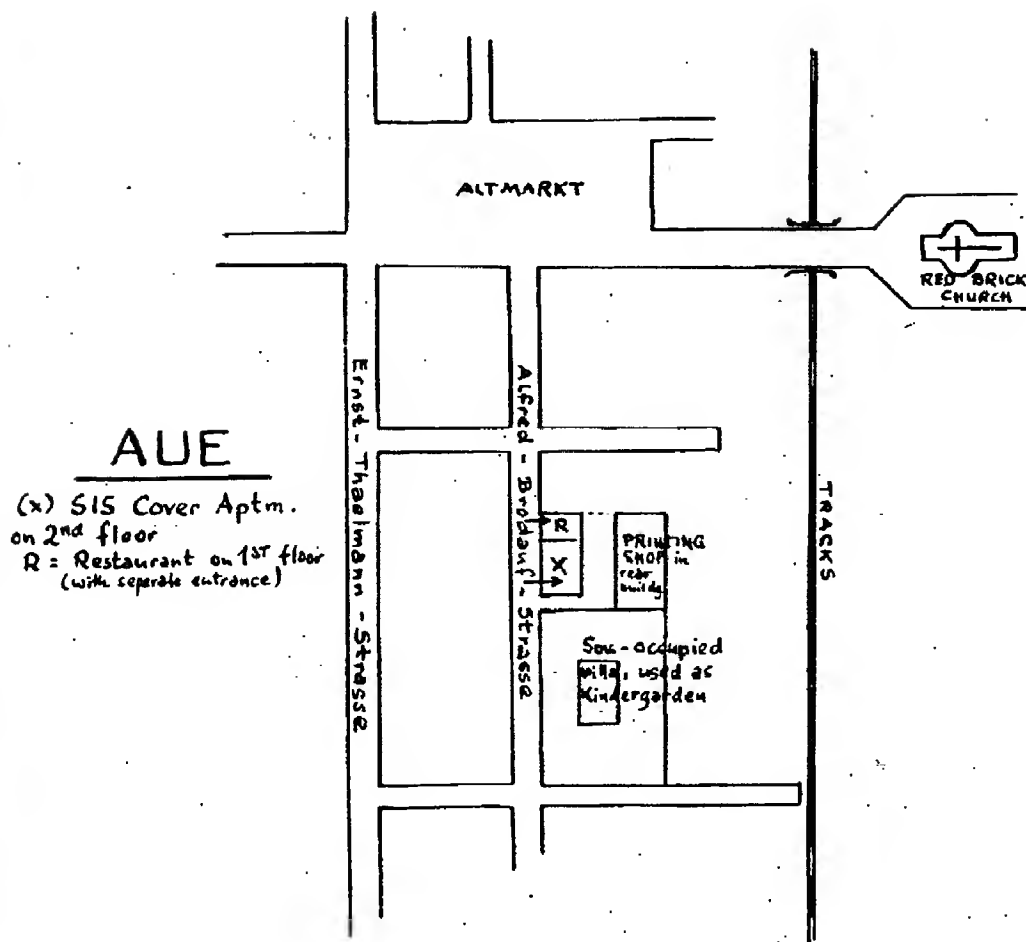 ALTMARKT
RED BRICK
CHURCH
AUE
(x) SIS Cover Aptm.
on 2nd floor
R = Restaurant on 1ST floor
(with seperate entrance)
Ernst-Thaelmann-Strasse
Alfred-Brodauf-Strasse
TRACKS
R
X
PRINTING
SHOP in
rear
buildg
Sov-occupied
villa, used as
Kindergarden